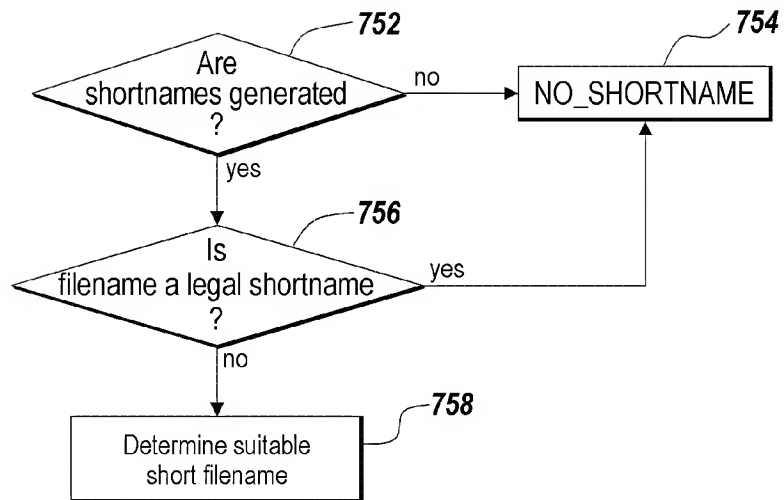 752
Are
shortnames generated
?
no
754
NO_SHORTNAME
yes
756
Is
filename a legal shortname
?
yes
no
758
Determine suitable
short filename